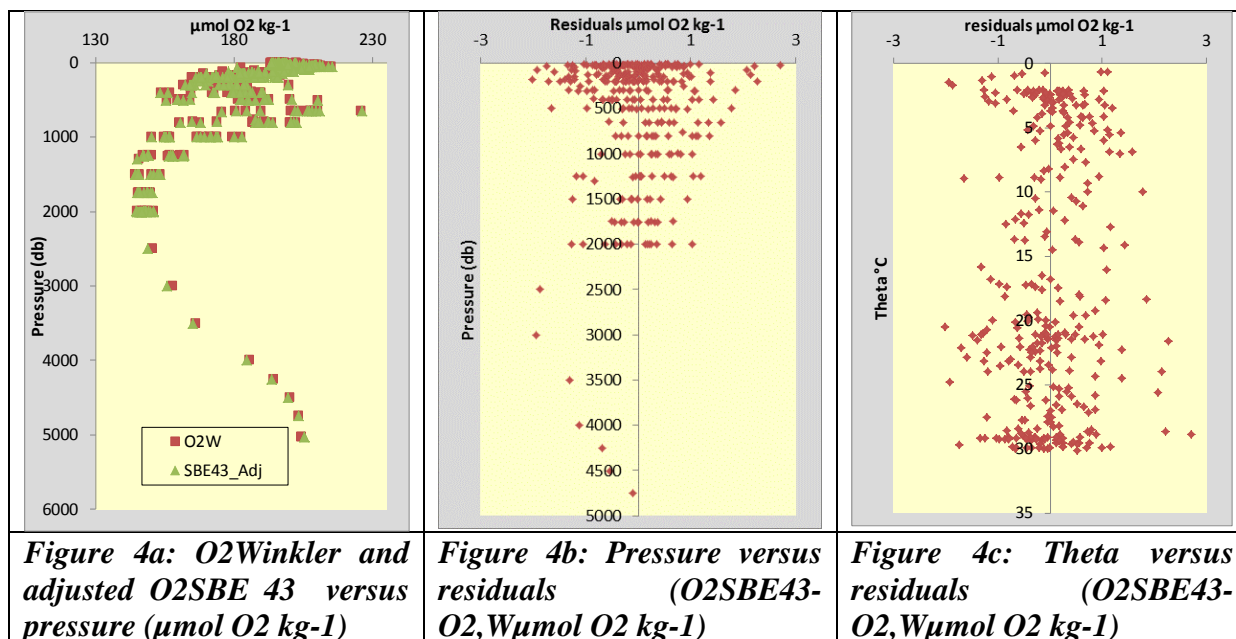 µmol O2 kg-1
130 180 230
0
1000
2000
3000
4000
5000
6000
Pressure (db)
O2W
SBE43_Adj
Residuals µmol O2 kg-1
-3 -1 1 3
0
500
1000
1500
2000
2500
3000
3500
4000
4500
5000
Pressure (db)
residuals µmol O2 kg-1
-3 -1 1 3
0
5
10
15
20
25
30
35
Theta °C
Figure 4a: O2Winkler and
adjusted O2SBE 43 versus
pressure (µmol O2 kg-1)
Figure 4b: Pressure versus
residuals (O2SBE43-
O2,Wµmol O2 kg-1)
Figure 4c: Theta versus
residuals (O2SBE43-
O2,Wµmol O2 kg-1)